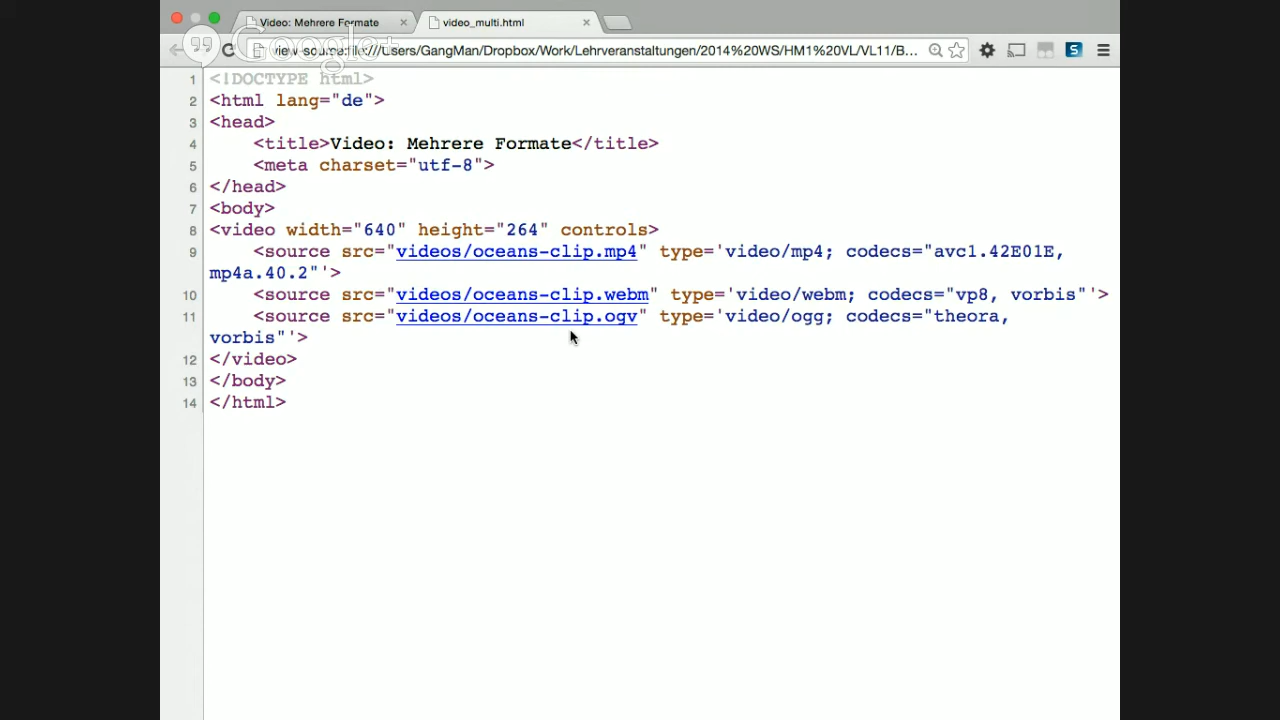 Video: Mehrere Formate
video_multi.html
Google+
view-source:file:///Users/GangMan/Dropbox/Work/Lehrveranstaltungen/2014%20WS/HM1%20VL/VL11/B...
1 <!DOCTYPE html>
2 <html lang="de">
3 <head>
4 <title>Video: Mehrere Formate</title>
5 <meta charset="utf-8">
6 </head>
7 <body>
8 <video width="640" height="264" controls>
9 <source src="videos/oceans-clip.mp4" type='video/mp4; codecs="avc1.42E01E,
mp4a.40.2"'>
10 <source src="videos/oceans-clip.webm" type='video/webm; codecs="vp8, vorbis"'>
11 <source src="videos/oceans-clip.ogv" type='video/ogg; codecs="theora,
vorbis"'>
12 </video>
13 </body>
14 </html>